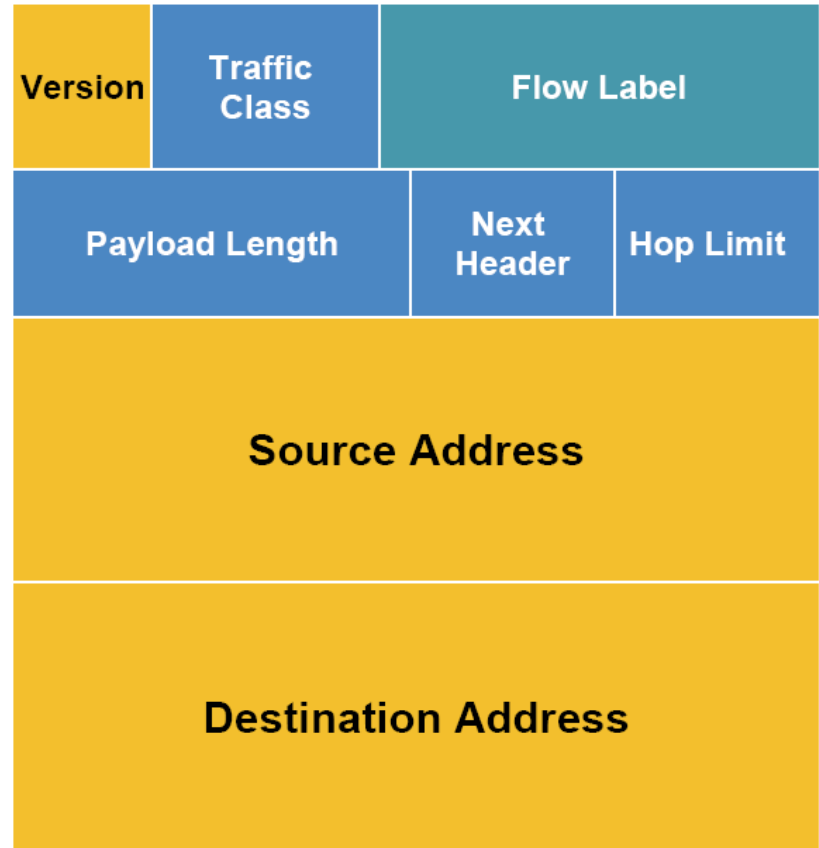 Version
Traffic
Class
Flow Label
Payload Length
Next
Header
Hop Limit
Source Address
Destination Address